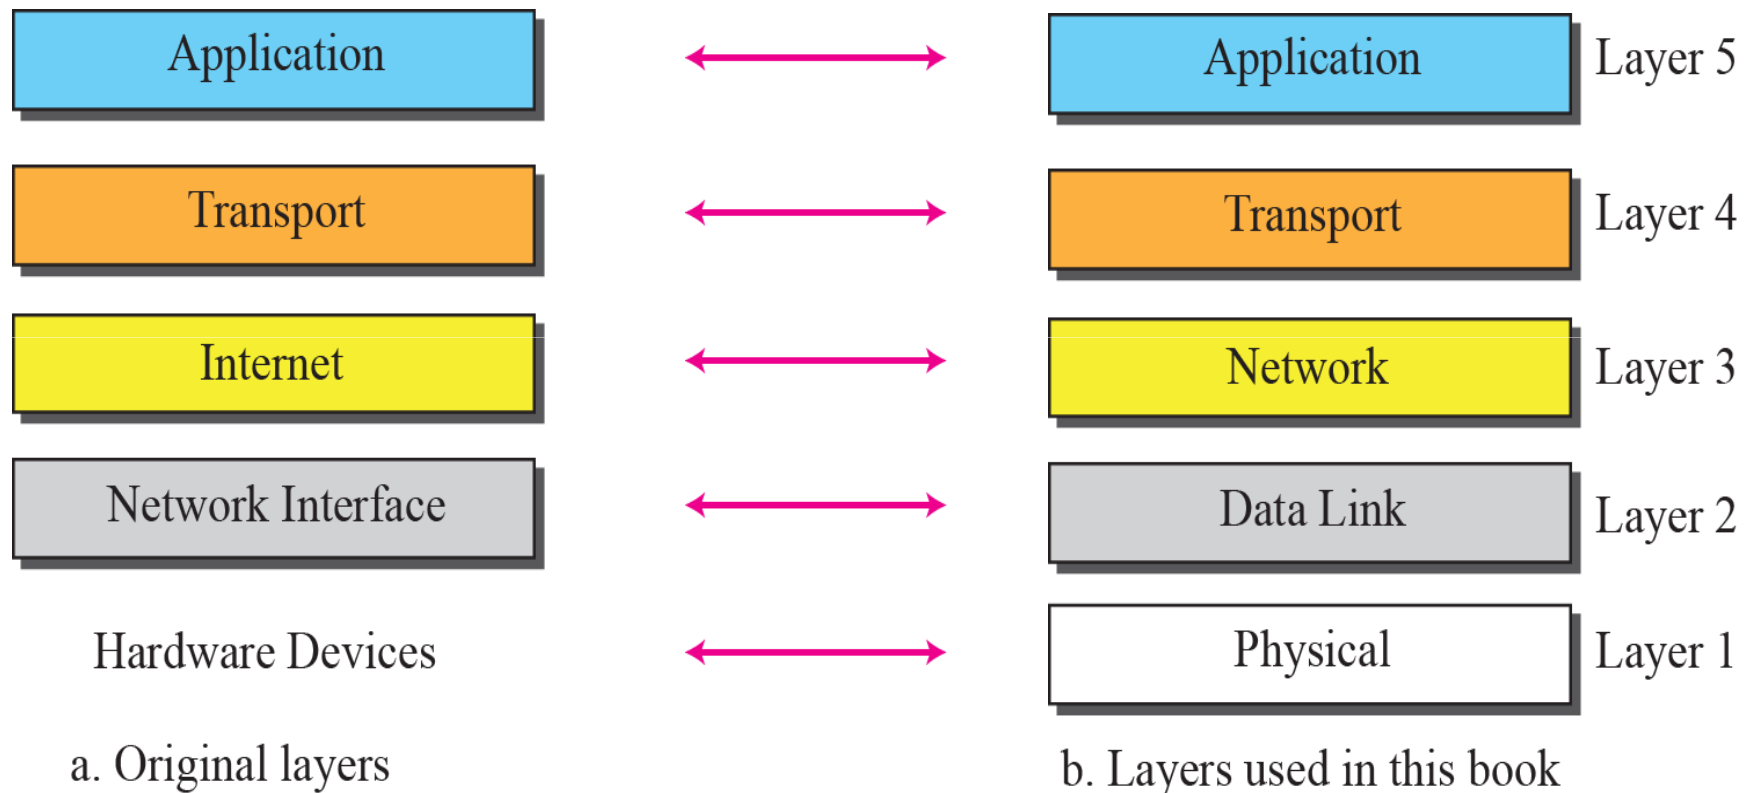 Application
Application
Layer 5
Transport
Transport
Layer 4
Internet
Network
Layer 3
Network Interface
Data Link
Layer 2
Hardware Devices
Physical
Layer 1
a. Original layers
b. Layers used in this book